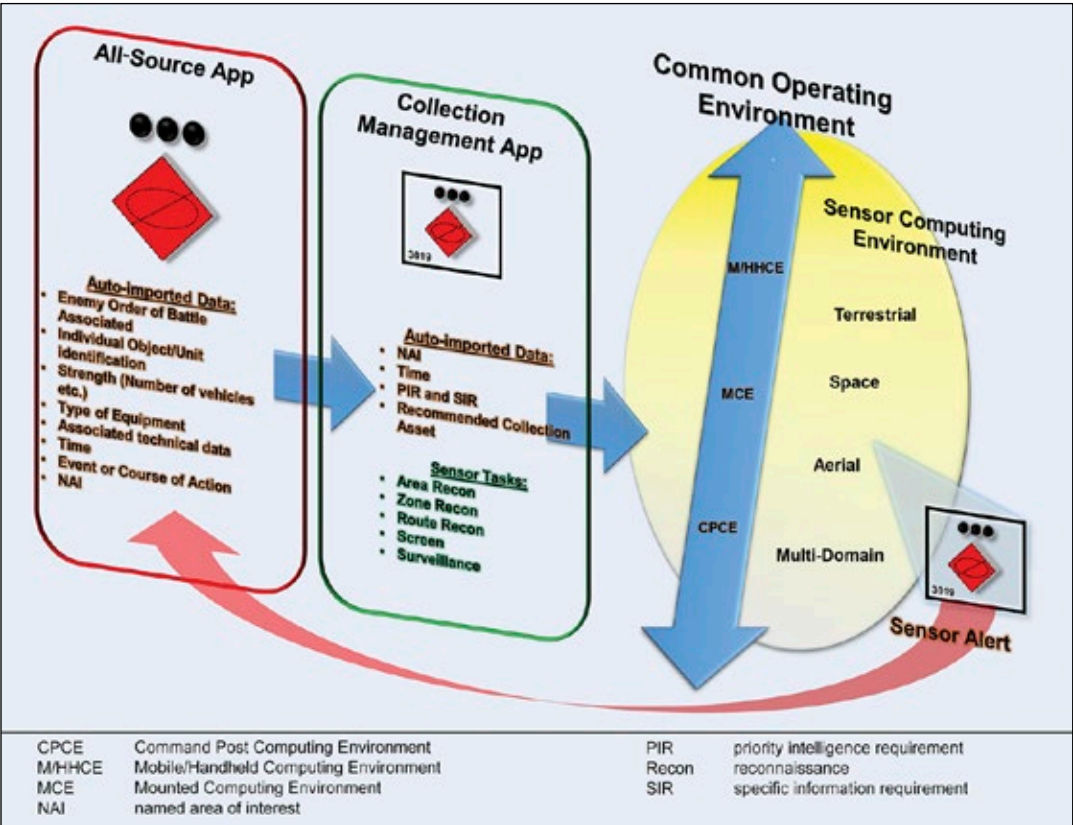 All-Source App
Auto-imported Data:
• Enemy Order of Battle
Associated
• Individual Object/Unit
Identification
• Strength (Number of vehicles
etc.)
• Type of Equipment
• Associated technical data
• Time
• Event or Course of Action
• NAI
Collection
Management App
3019
Auto-imported Data:
• NAI
• Time
• PIR and SIR
• Recommended Collection
Asset
Sensor Tasks:
• Area Recon
• Zone Recon
• Route Recon
• Screen
• Surveillance
Common Operating
Environment
M/HHCE
MCE
CPCE
Sensor Computing
Environment
Terrestrial
Space
Aerial
Multi-Domain
3019
Sensor Alert
CPCE Command Post Computing Environment
M/HHCE Mobile/Handheld Computing Environment
MCE Mounted Computing Environment
NAI named area of interest
PIR priority intelligence requirement
Recon reconnaissance
SIR specific information requirement